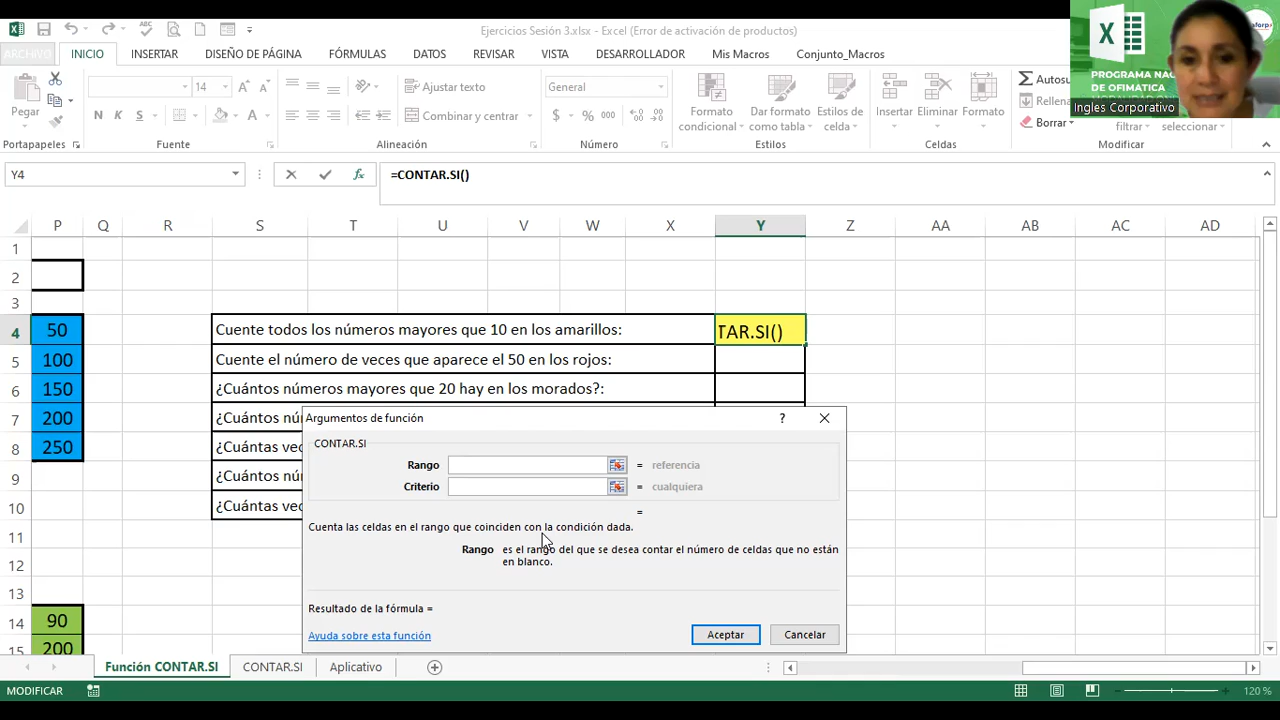 Ejercicios Sesión 3.xlsx - Excel (Error de activación de productos)
ARCHIVO INICIO INSERTAR DISEÑO DE PÁGINA FÓRMULAS DATOS REVISAR VISTA DESARROLLADOR Mis Macros Conjunto_Macros
PROGRAMA NAC
DE OFIMÁTICA
Ingles Corporativo
Pegar
14
N K S
Ajustar texto
Combinar y centrar
General
$ % 000
Formato condicional
Dar formato como tabla
Estilos de celda
Insertar
Eliminar
Formato
Autosu
Rellena
Borrar
filtrar
seleccionar
Portapapeles Fuente Alineación Número Estilos Celdas Modificar
Y4
=CONTAR.SI()
P Q R S T U V W X Y Z AA AB AC AD
1
2
3
4 50 Cuente todos los números mayores que 10 en los amarillos: TAR.SI()
5 100 Cuente el número de veces que aparece el 50 en los rojos:
6 150 ¿Cuántos números mayores que 20 hay en los morados?:
7 200 ¿Cuántos nú
8 250 ¿Cuántas vec
9 ¿Cuántos nú
10 ¿Cuántas vec
11
12
13
14 90
15 200
Argumentos de función ?
CONTAR.SI
Rango = referencia
Criterio = cualquiera
=
Cuenta las celdas en el rango que coinciden con la condición dada.
Rango es el rango del que se desea contar el número de celdas que no están
en blanco.
Resultado de la fórmula =
Ayuda sobre esta función
Aceptar Cancelar
Función CONTAR.SI CONTAR.SI Aplicativo
MODIFICAR
120 %